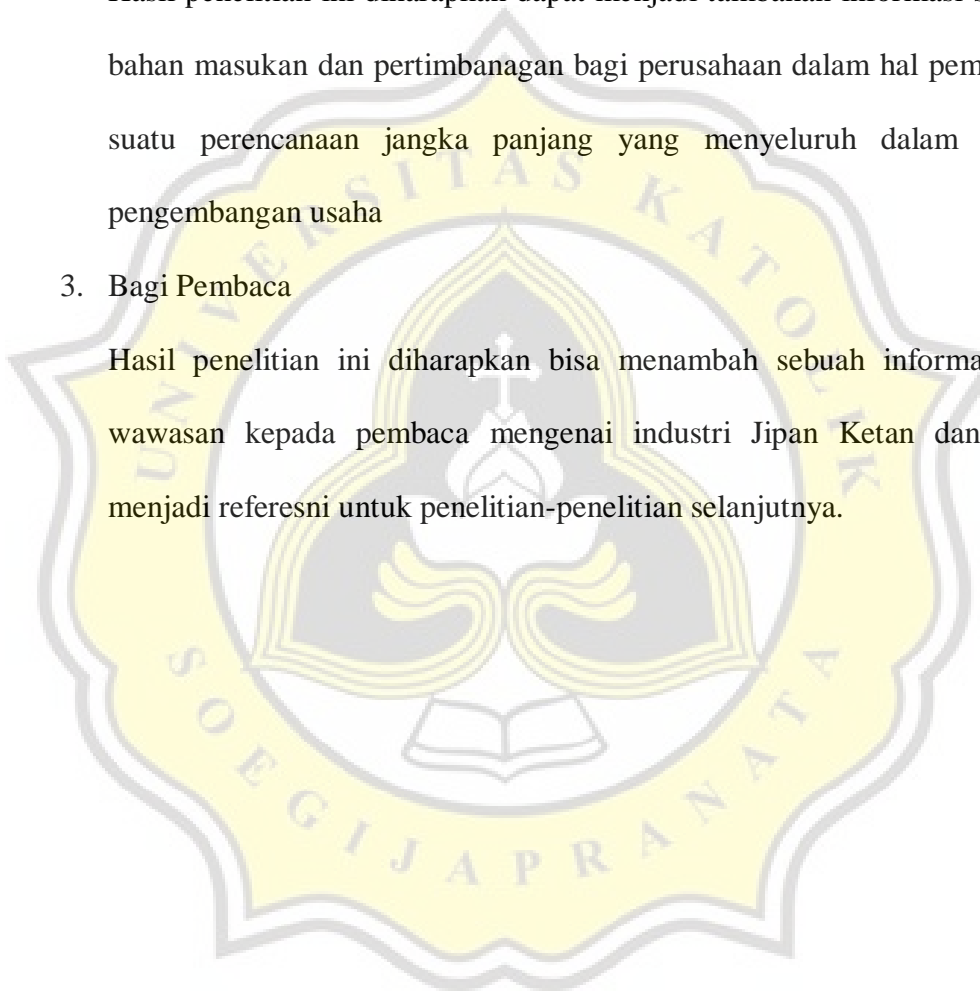 bahan masukan dan pertimbanagan bagi perusahaan dalam hal
suatu perencanaan jangka panjang yang menyeluruh dalam
pengembangan usaha
3. Bagi Pembaca
Hasil penelitian ini diharapkan bisa menambah sebuah
wawasan kepada pembaca mengenai industri Jipan Ketan dan
menjadi referesni untuk penelitian-penelitian selanjutnya.
UNIVERSITAS KATOLIK
SOEGIJAPRANATA